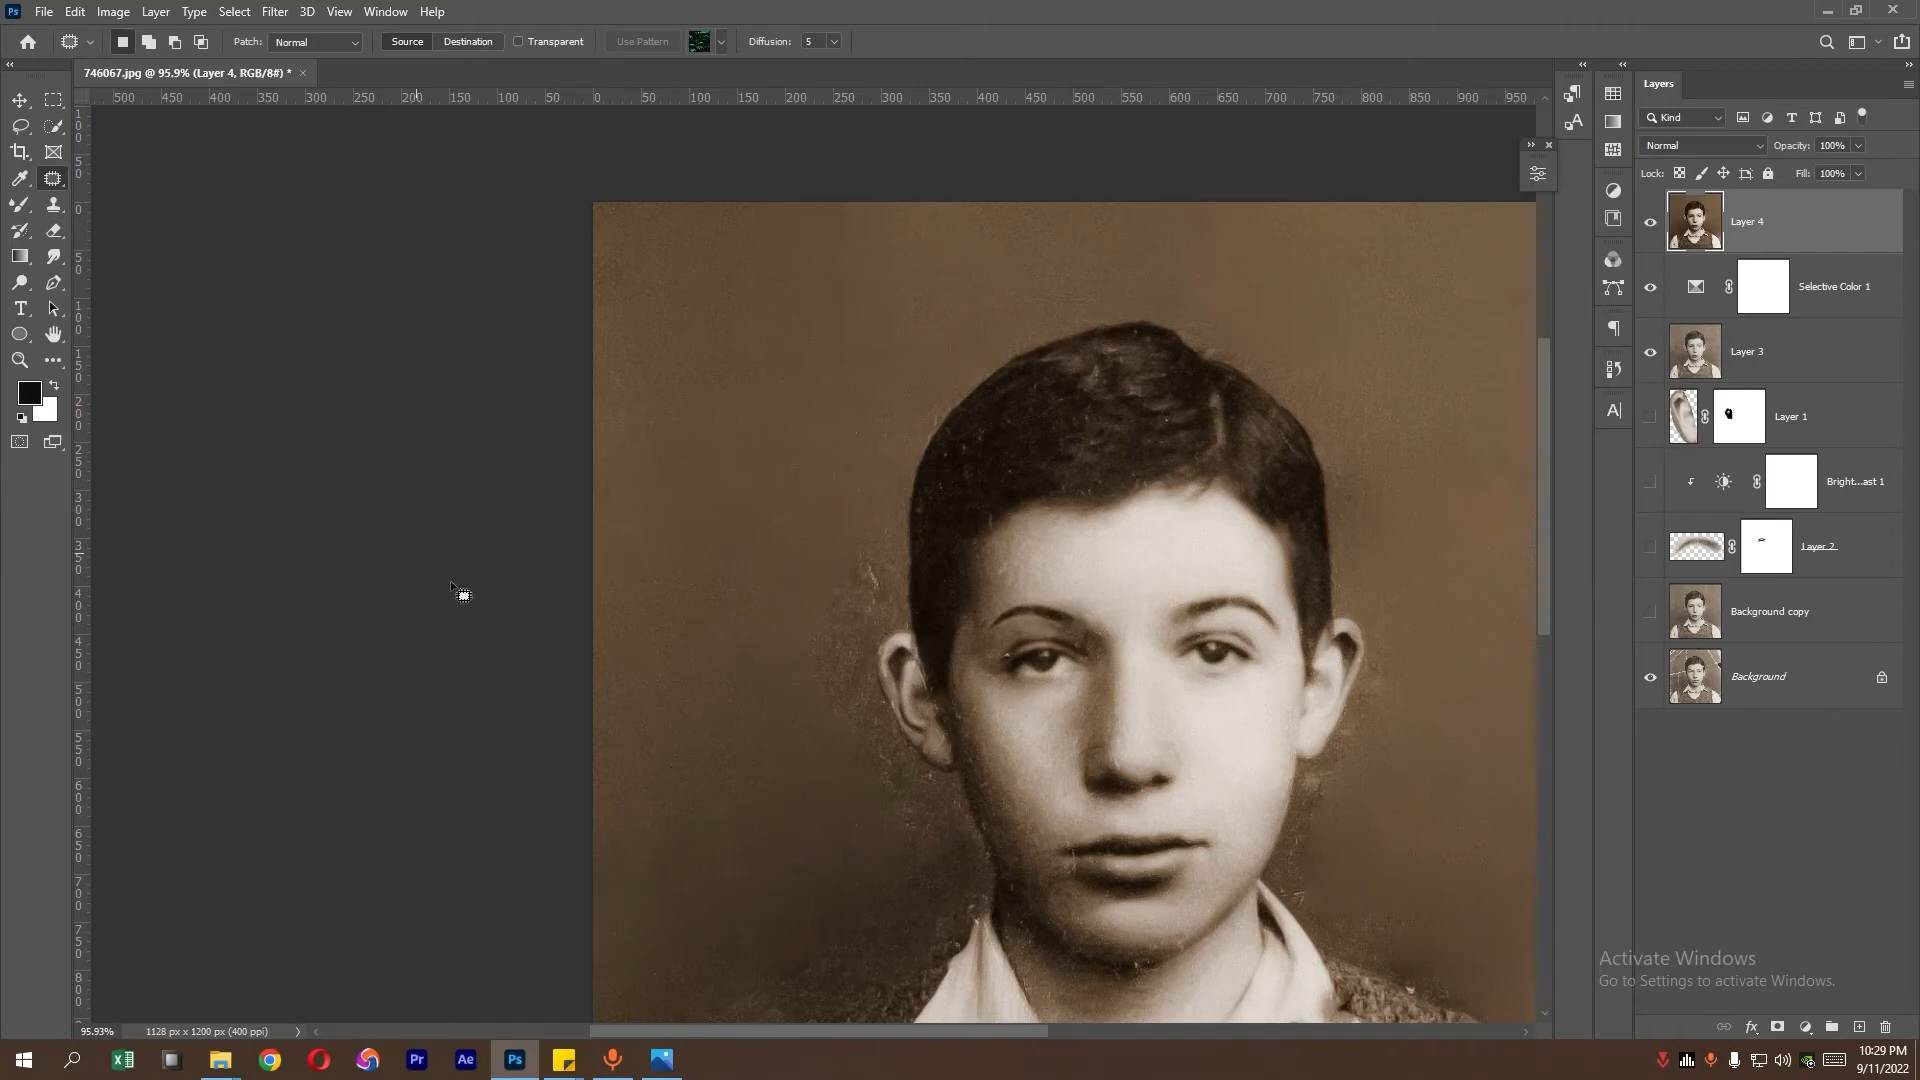 Ps File Edit Image Layer Type Select Filter 3D View Window Help
Patch: Normal Source Destination Transparent Use Pattern Diffusion: 5
746067.jpg @ 95.9% (Layer 4, RGB/8#) * ×
500 450 400 350 300 250 200 150 100 50 0 50 100 150 200 250 300 350 400 450 500 550 600 650 700 750 800 850 900 950
Layers
Kind
Normal Opacity: 100%
Lock: Fill: 100%
Layer 4
Selective Color 1
Layer 3
Layer 1
Bright...ast 1
Layer 2
Background copy
Background
Activate Windows
Go to Settings to activate Windows.
95.93% 1128 px x 1200 px (400 ppi)
Pr Ae Ps
10:29 PM
9/11/2022